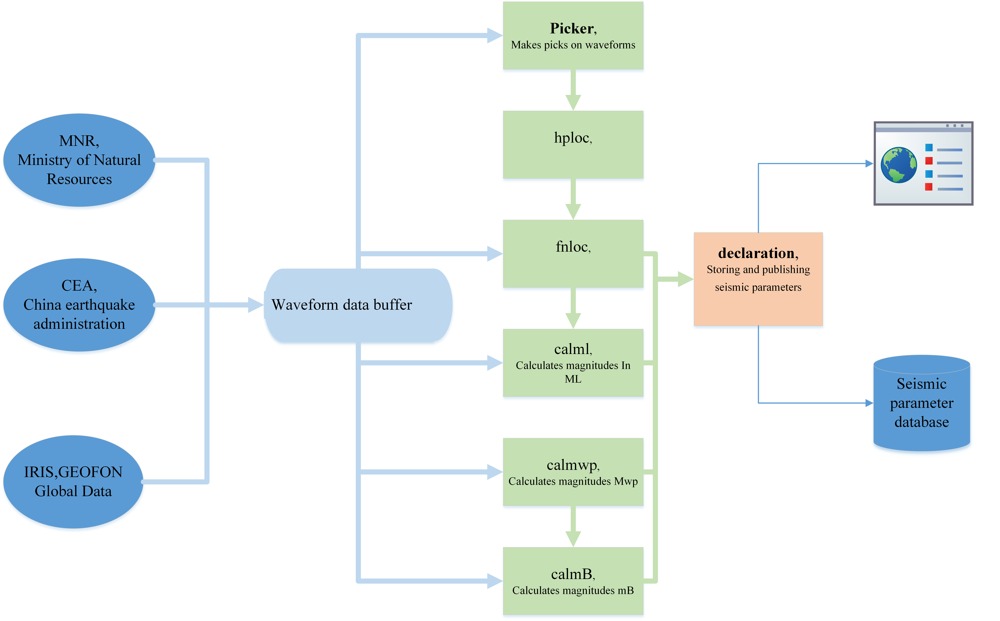 MNR,
Ministry of Natural
Resources
CEA,
China earthquake
administration
IRIS,GEOFON
Global Data
Waveform data buffer
Picker,
Makes picks on waveforms
hploc,
fnloc,
calml,
Calculates magnitudes In
ML
calmwp,
Calculates magnitudes Mwp
calmB,
Calculates magnitudes mB
declaration,
Storing and publishing
seismic parameters
Seismic
parameter
database